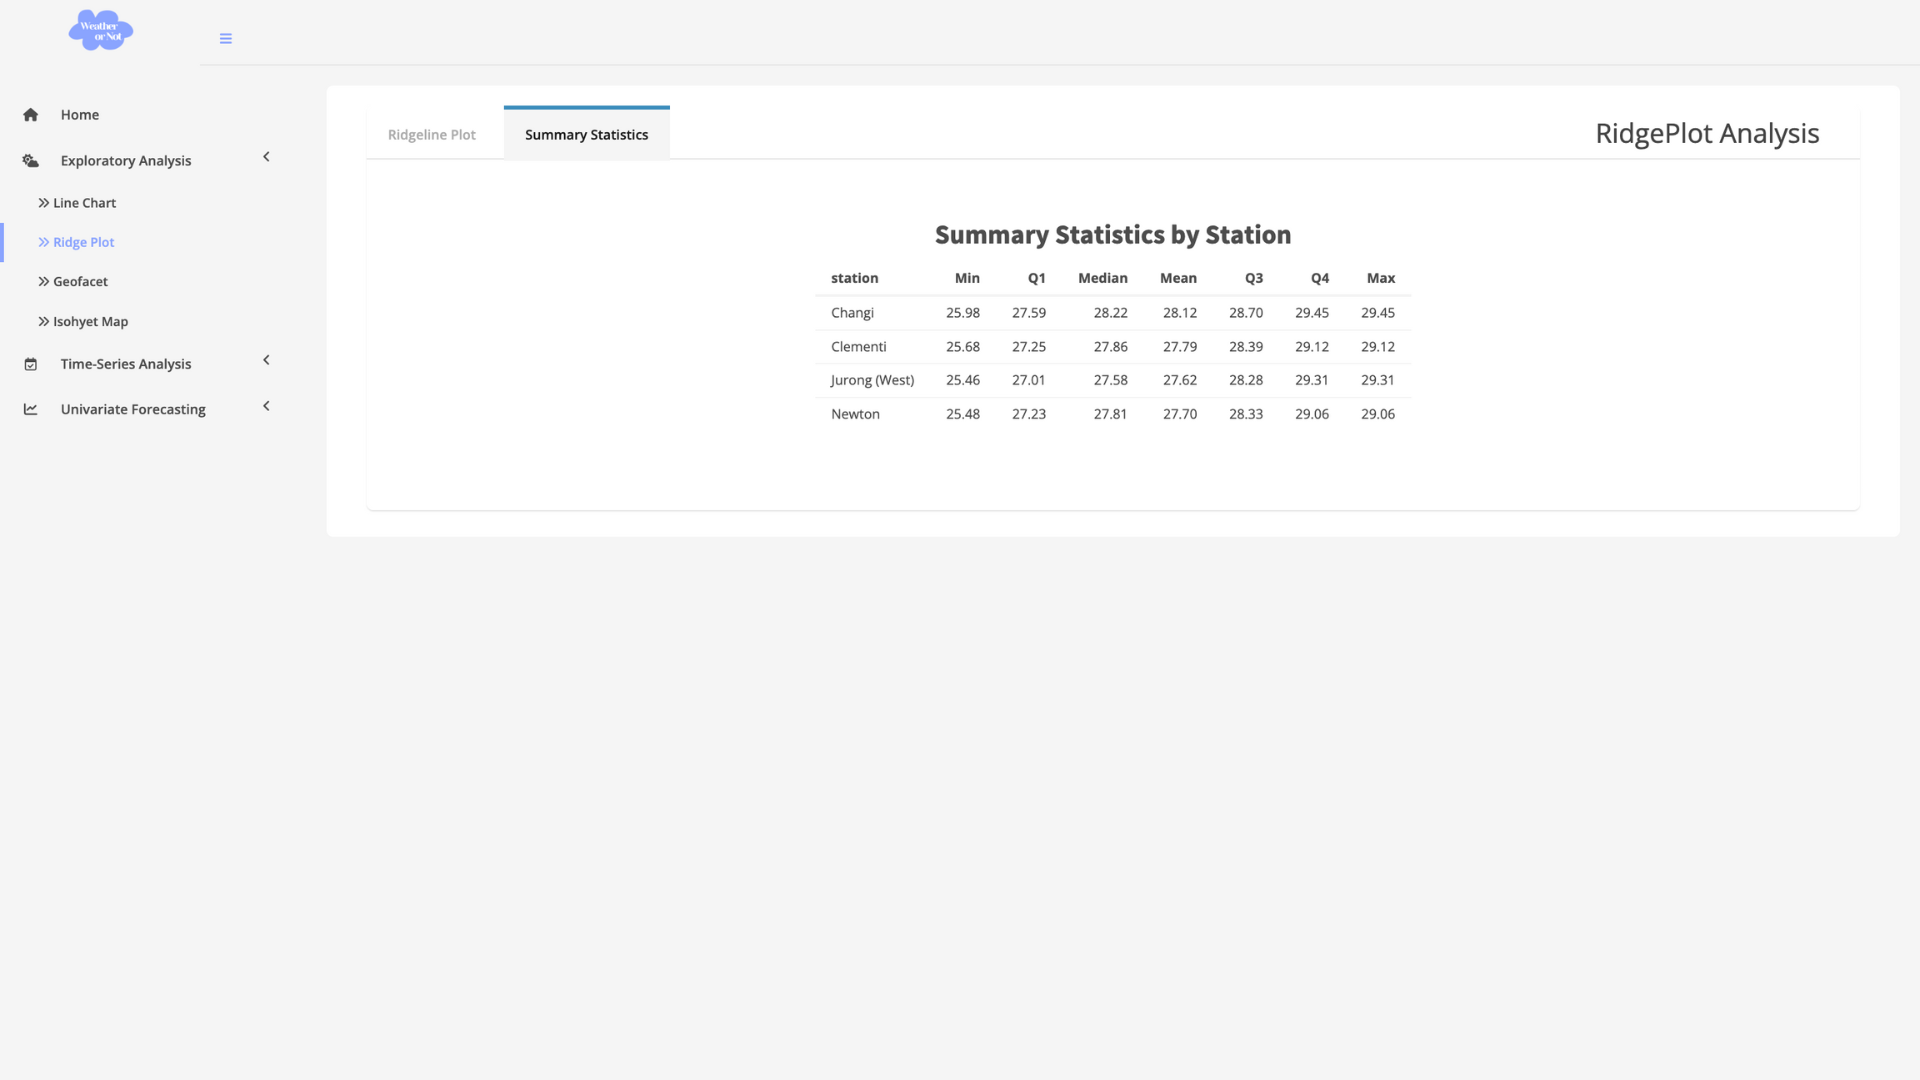 Weather
or Not
Home
Exploratory Analysis
Line Chart
Ridge Plot
Geofacet
Isohyet Map
Time-Series Analysis
Univariate Forecasting
Ridgeline Plot
Summary Statistics
RidgePlot Analysis
Summary Statistics by Station
station Min Q1 Median Mean Q3 Q4 Max
Changi 25.98 27.59 28.22 28.12 28.70 29.45 29.45
Clementi 25.68 27.25 27.86 27.79 28.39 29.12 29.12
Jurong (West) 25.46 27.01 27.58 27.62 28.28 29.31 29.31
Newton 25.48 27.23 27.81 27.70 28.33 29.06 29.06